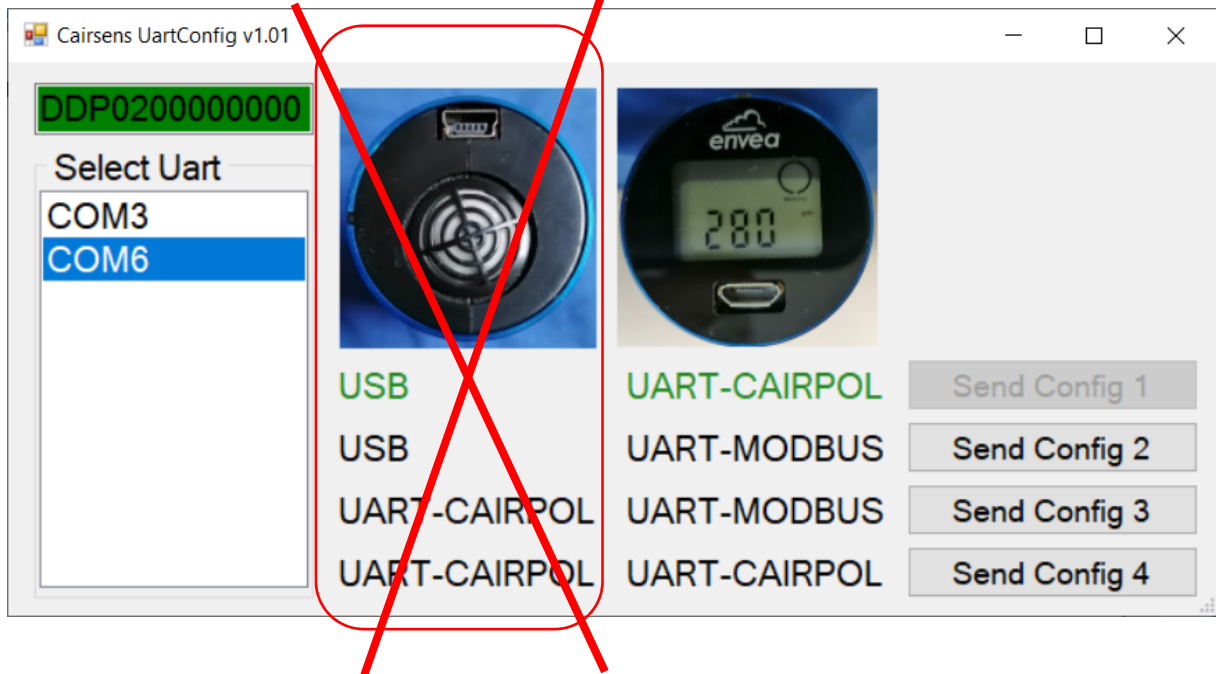 Cairsens UartConfig v1.01
DDP0200000000
Select Uart
COM3
COM6
envea
280
USB UART-CAIRPOL Send Config 1
USB UART-MODBUS Send Config 2
UART-CAIRPOL UART-MODBUS Send Config 3
UART-CAIRPOL UART-CAIRPOL Send Config 4